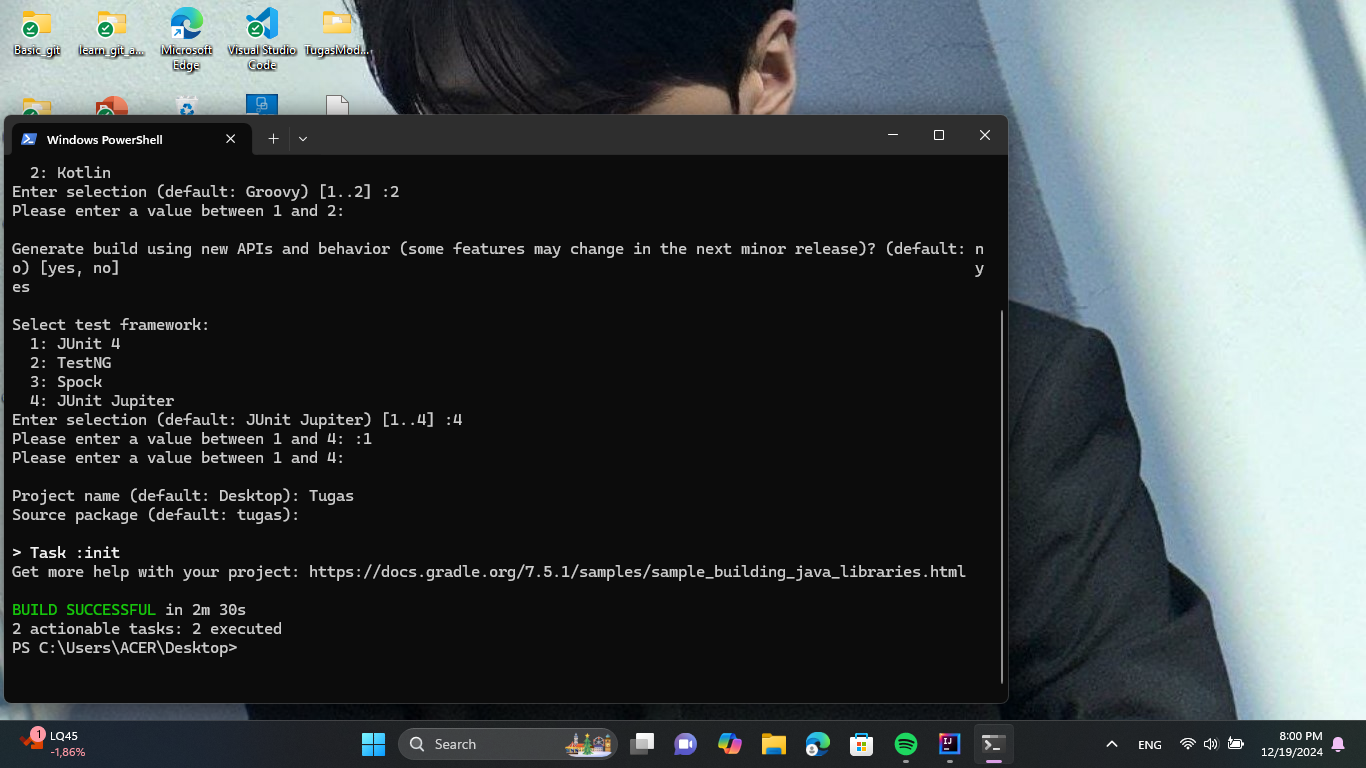 Basic_git
learn_git_a...
Microsoft Edge
Visual Studio Code
TugasMod...
Windows PowerShell
2: Kotlin
Enter selection (default: Groovy) [1..2] :2
Please enter a value between 1 and 2:
Generate build using new APIs and behavior (some features may change in the next minor release)? (default: n
o) [yes, no] y
es
Select test framework:
1: JUnit 4
2: TestNG
3: Spock
4: JUnit Jupiter
Enter selection (default: JUnit Jupiter) [1..4] :4
Please enter a value between 1 and 4: :1
Please enter a value between 1 and 4:
Project name (default: Desktop): Tugas
Source package (default: tugas):
> Task :init
Get more help with your project: https://docs.gradle.org/7.5.1/samples/sample_building_java_libraries.html
BUILD SUCCESSFUL in 2m 30s
2 actionable tasks: 2 executed
PS C:\Users\ACER\Desktop>
1
LQ45
-1,86%
Search
ENG
8:00 PM
12/19/2024